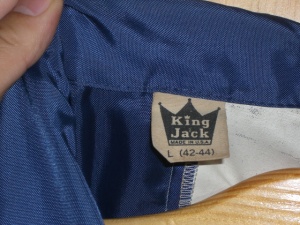 King
Jack
MADE IN U.S.A.
L (42-44)